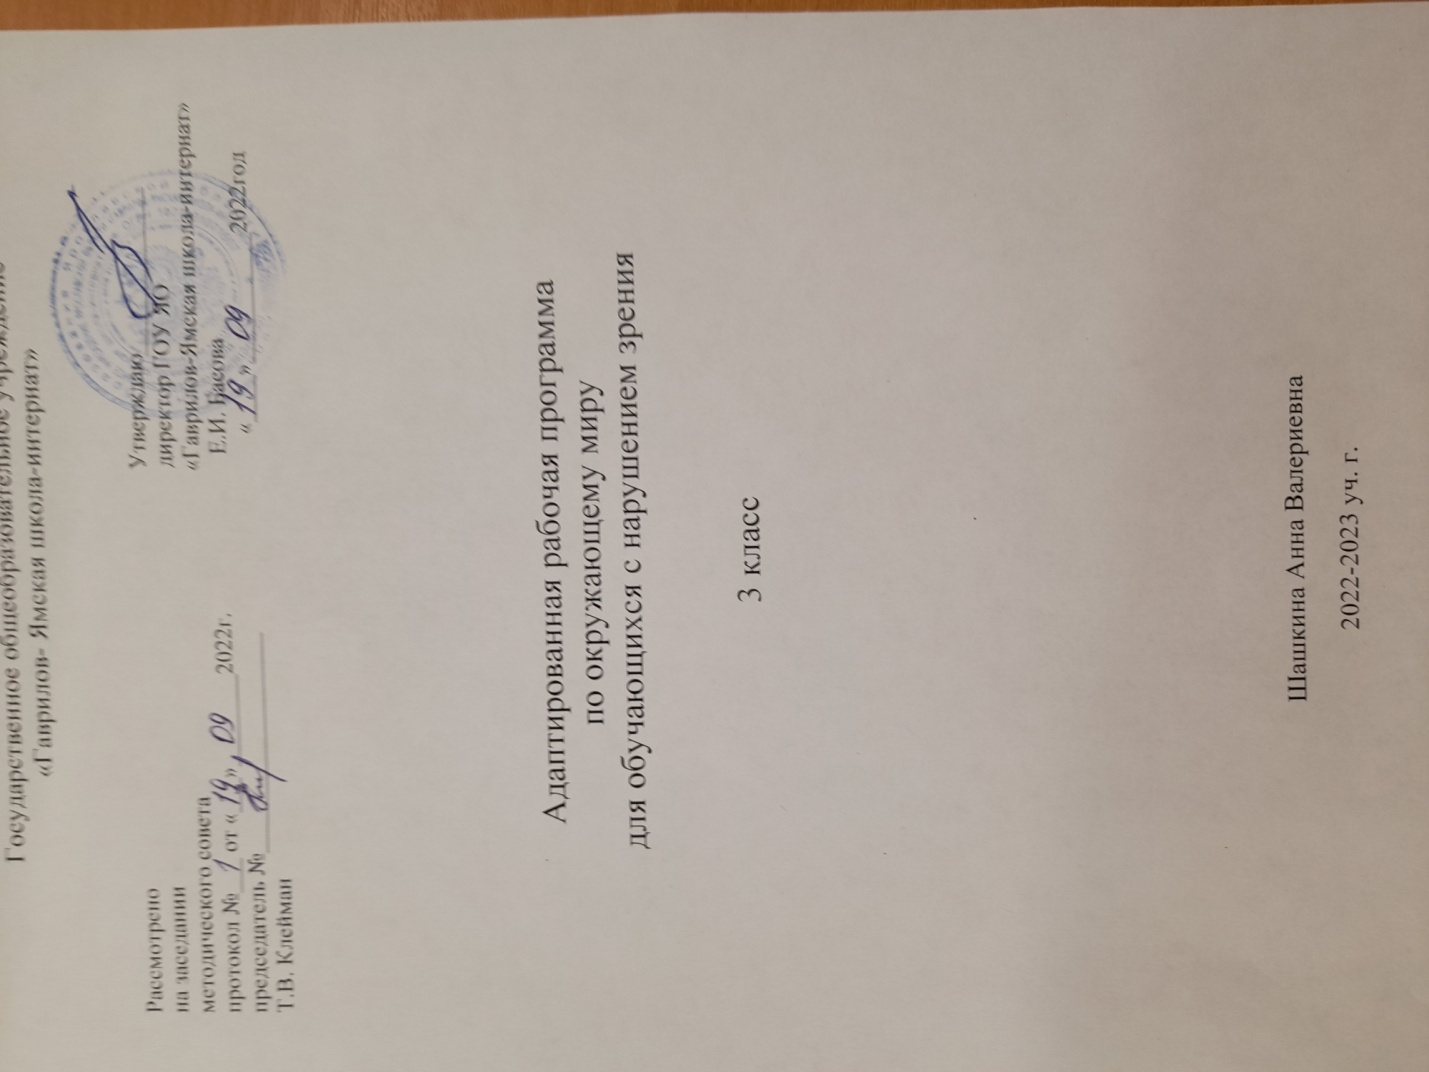 Государственное общеобразовательное учреждение
«Гаврилов- Ямская школа-интернат»
Рассмотрено
на заседании
методического совета
протокол № 1 от «19» 09 2022г.
председатель №
Т.В. Клейман
Утверждаю
директор ГОУ ЯО
«Гаврилов-Ямская школа-интернат»
Е.И. Басова
«19» 09 2022год
Адаптированная рабочая программа
по окружающему миру
для обучающихся с нарушением зрения
3 класс
Шашкина Анна Валериевна
2022-2023 уч. г.